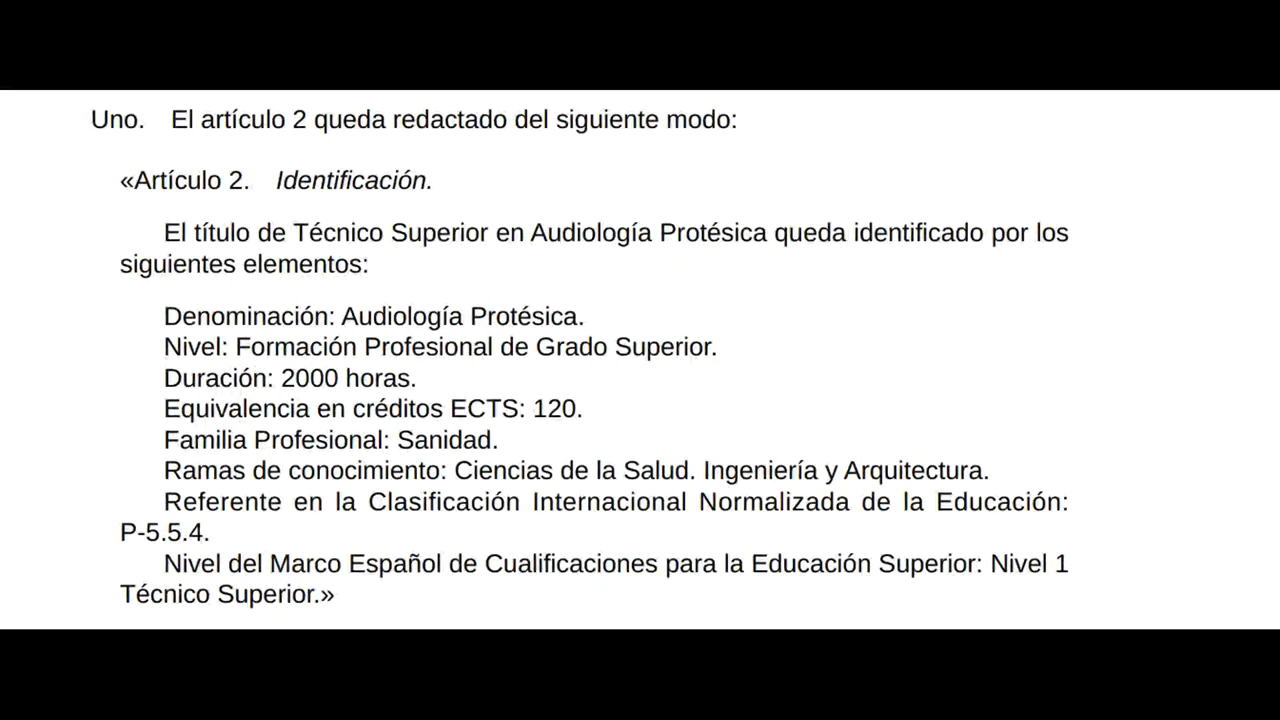 Uno. El artículo 2 queda redactado del siguiente modo:
«Artículo 2. Identificación.
El título de Técnico Superior en Audiología Protésica queda identificado por los
siguientes elementos:
Denominación: Audiología Protésica.
Nivel: Formación Profesional de Grado Superior.
Duración: 2000 horas.
Equivalencia en créditos ECTS: 120.
Familia Profesional: Sanidad.
Ramas de conocimiento: Ciencias de la Salud. Ingeniería y Arquitectura.
Referente en la Clasificación Internacional Normalizada de la Educación:
P-5.5.4.
Nivel del Marco Español de Cualificaciones para la Educación Superior: Nivel 1
Técnico Superior.»